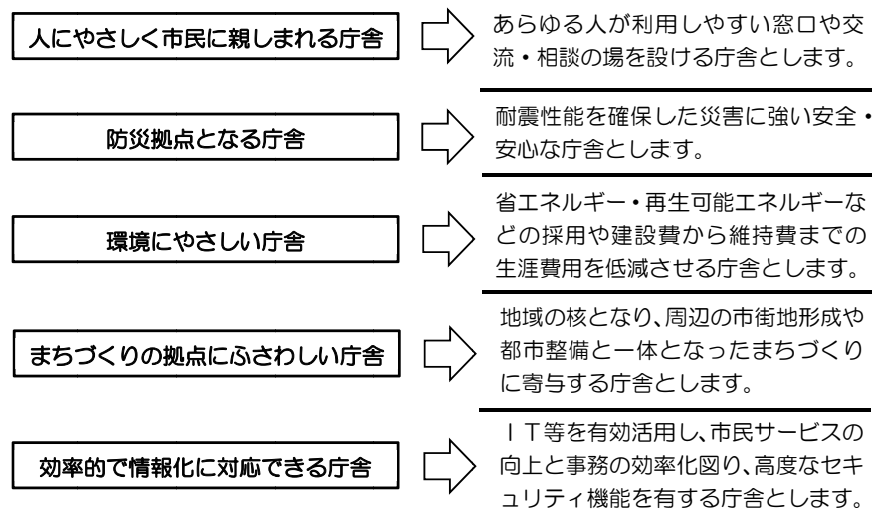 人にやさしく市民に親しまれる庁舎
あらゆる人が利用しやすい窓口や交
流・相談の場を設ける庁舎とします。
防災拠点となる庁舎
耐震性能を確保した災害に強い安全・
安心な庁舎とします。
環境にやさしい庁舎
省エネルギー・再生可能エネルギーな
どの採用や建設費から維持費までの
生涯費用を低減させる庁舎とします。
まちづくりの拠点にふさわしい庁舎
地域の核となり、周辺の市街地形成や
都市整備と一体となったまちづくり
に寄与する庁舎とします。
効率的で情報化に対応できる庁舎
ＩＴ等を有効活用し、市民サービスの
向上と事務の効率化図り、高度なセキ
ュリティ機能を有する庁舎とします。